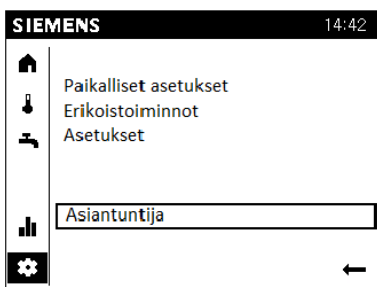 SIEMENS 14:42
Paikalliset asetukset
Erikoistoiminnot
Asetukset
Asiantuntija